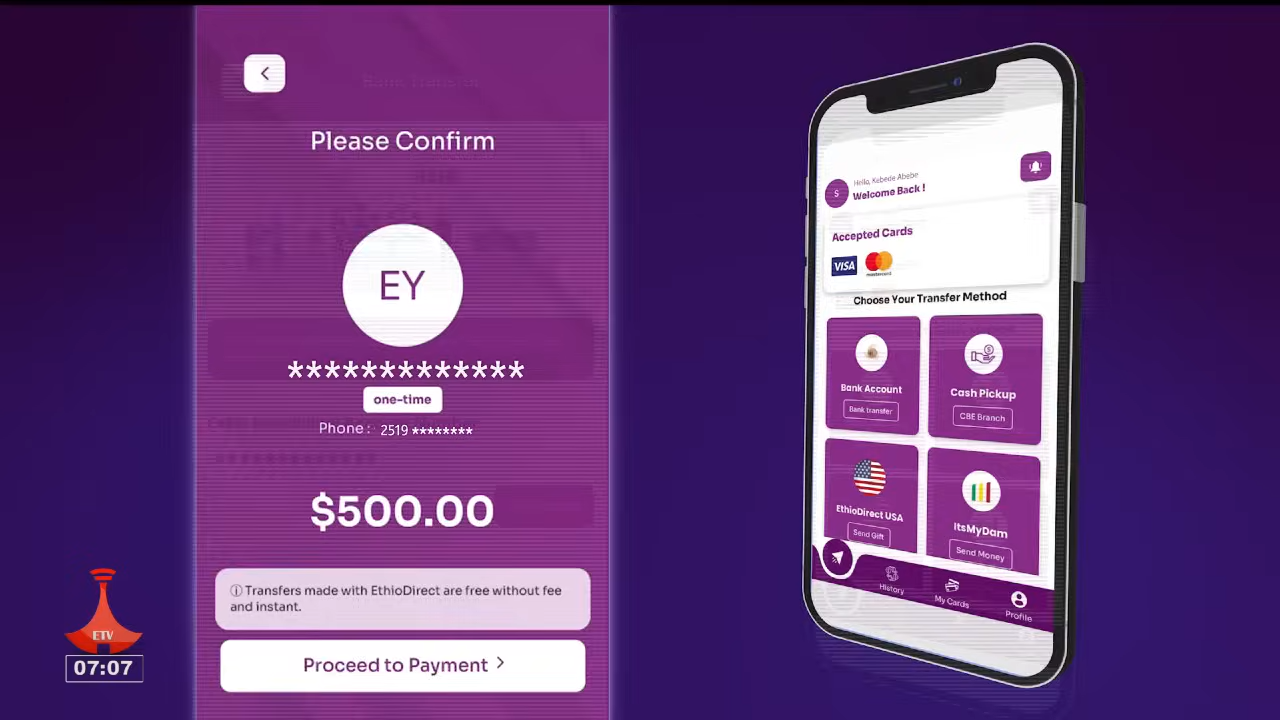 Please Confirm
EY
*************
one-time
Phone : 2519 ********
$500.00
ⓘ Transfers made with EthioDirect are free without fee
and instant.
Proceed to Payment >
Hello, Kebede Abebe
S
Welcome Back !
Accepted Cards
VISA
mastercard
Choose Your Transfer Method
Bank Account
Bank transfer
Cash Pickup
CBE Branch
EthioDirect USA
Send Gift
ItsMyDam
Send Money
History
My Cards
Profile
ETV
07:07